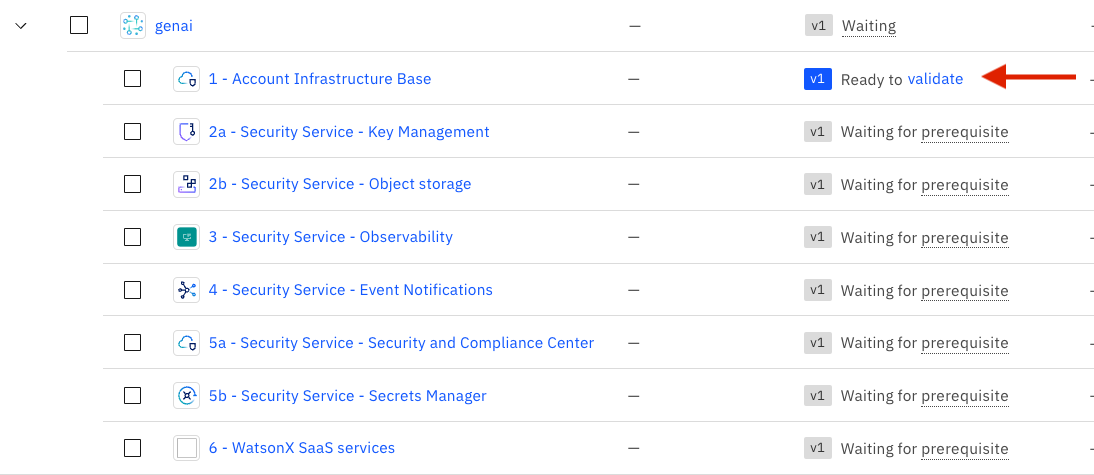 genai — v1 Waiting
1 - Account Infrastructure Base — v1 Ready to validate
2a - Security Service - Key Management — v1 Waiting for prerequisite
2b - Security Service - Object storage — v1 Waiting for prerequisite
3 - Security Service - Observability — v1 Waiting for prerequisite
4 - Security Service - Event Notifications — v1 Waiting for prerequisite
5a - Security Service - Security and Compliance Center — v1 Waiting for prerequisite
5b - Security Service - Secrets Manager — v1 Waiting for prerequisite
6 - WatsonX SaaS services — v1 Waiting for prerequisite